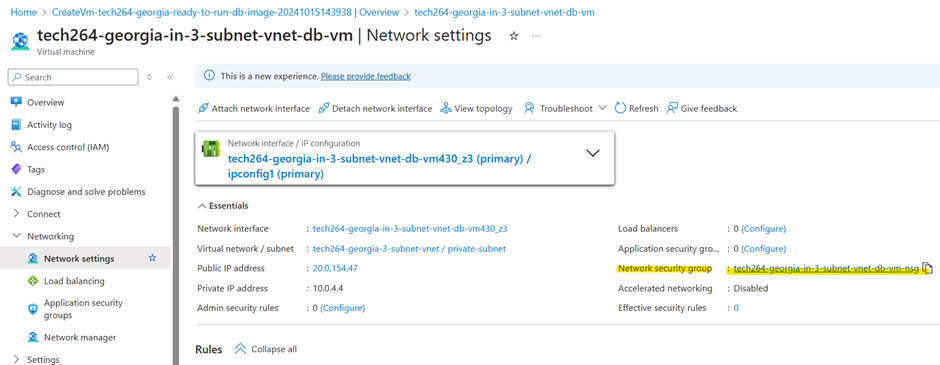 Home > CreateVm-tech264-georgia-ready-to-run-db-image-20241015143938 | Overview > tech264-georgia-in-3-subnet-vnet-db-vm
tech264-georgia-in-3-subnet-vnet-db-vm | Network settings
Virtual machine
Search
Overview
Activity log
Access control (IAM)
Tags
Diagnose and solve problems
Connect
Networking
Network settings
Load balancing
Application security
groups
Network manager
Settings
This is a new experience. Please provide feedback
Attach network interface Detach network interface View topology Troubleshoot Refresh Give feedback
Network interface / IP configuration
tech264-georgia-in-3-subnet-vnet-db-vm430_z3 (primary) /
ipconfig1 (primary)
Essentials
Network interface : tech264-georgia-in-3-subnet-vnet-db-vm430_z3
Virtual network / subnet : tech264-georgia-3-subnet-vnet / private-subnet
Public IP address : 20.0.154.47
Private IP address : 10.0.4.4
Admin security rules : 0 (Configure)
Load balancers : 0 (Configure)
Application security gro... : 0 (Configure)
Network security group : tech264-georgia-in-3-subnet-vnet-db-vm-nsg
Accelerated networking : Disabled
Effective security rules : 0
Rules Collapse all